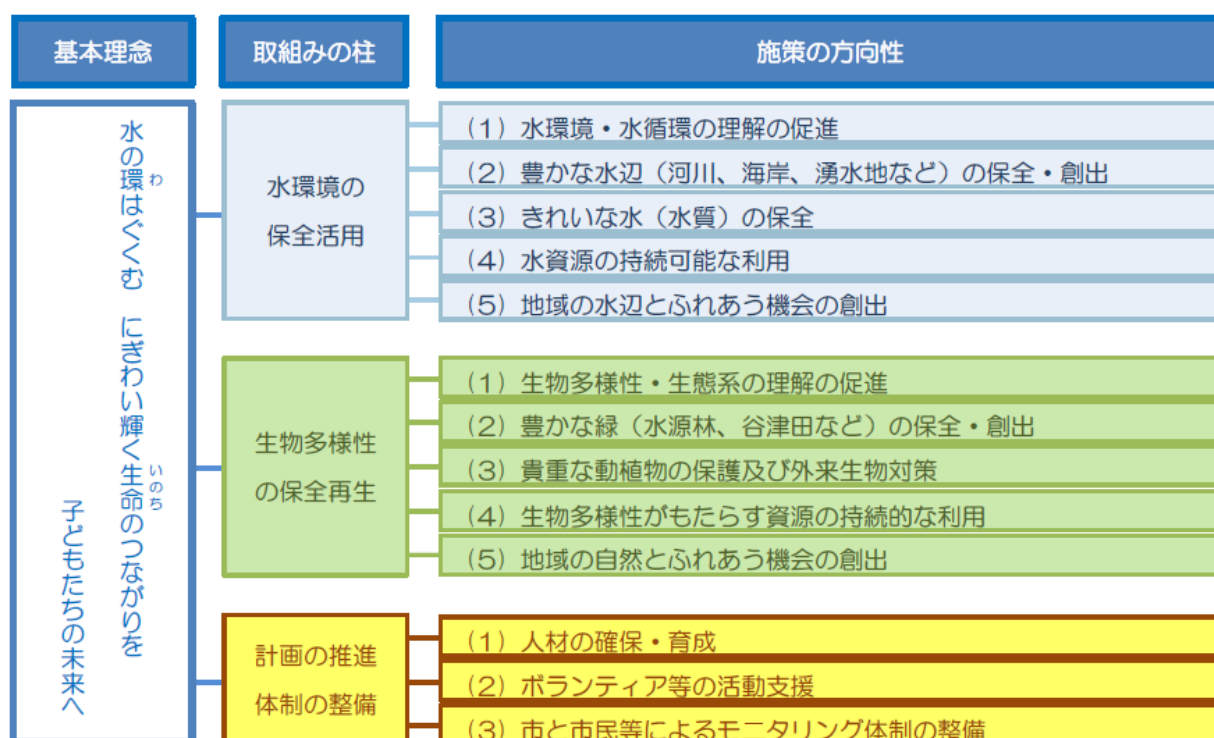 基本理念
取組みの柱
施策の方向性
水の環はぐくむ にぎわい輝く生命のつながりを
わ
いのち
子どもたちの未来へ
水環境の
保全活用
(1)水環境・水循環の理解の促進
(2)豊かな水辺(河川、海岸、湧水地など)の保全・創出
(3)きれいな水(水質)の保全
(4)水資源の持続可能な利用
(5)地域の水辺とふれあう機会の創出
生物多様性
の保全再生
(1)生物多様性・生態系の理解の促進
(2)豊かな緑(水源林、谷津田など)の保全・創出
(3)貴重な動植物の保護及び外来生物対策
(4)生物多様性がもたらす資源の持続的な利用
(5)地域の自然とふれあう機会の創出
計画の推進
体制の整備
(1)人材の確保・育成
(2)ボランティア等の活動支援
(3)市と市民等によるモニタリング体制の整備